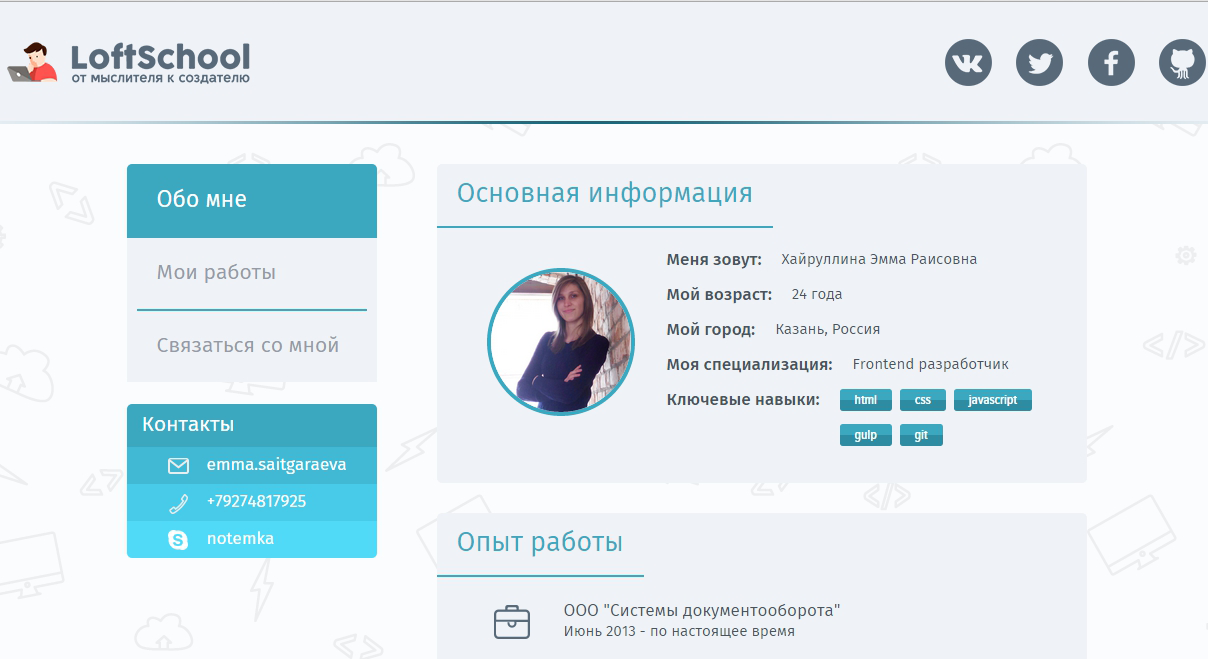 LoftSchool
от мыслителя к создателю
Обо мне
Мои работы
Связаться со мной
Контакты
emma.saitgaraeva
+79274817925
notemka
Основная информация
Меня зовут: Хайруллина Эмма Раисовна
Мой возраст: 24 года
Мой город: Казань, Россия
Моя специализация: Frontend разработчик
Ключевые навыки: html css javascript
gulp git
Опыт работы
ООО "Системы документооборота"
Июнь 2013 - по настоящее время